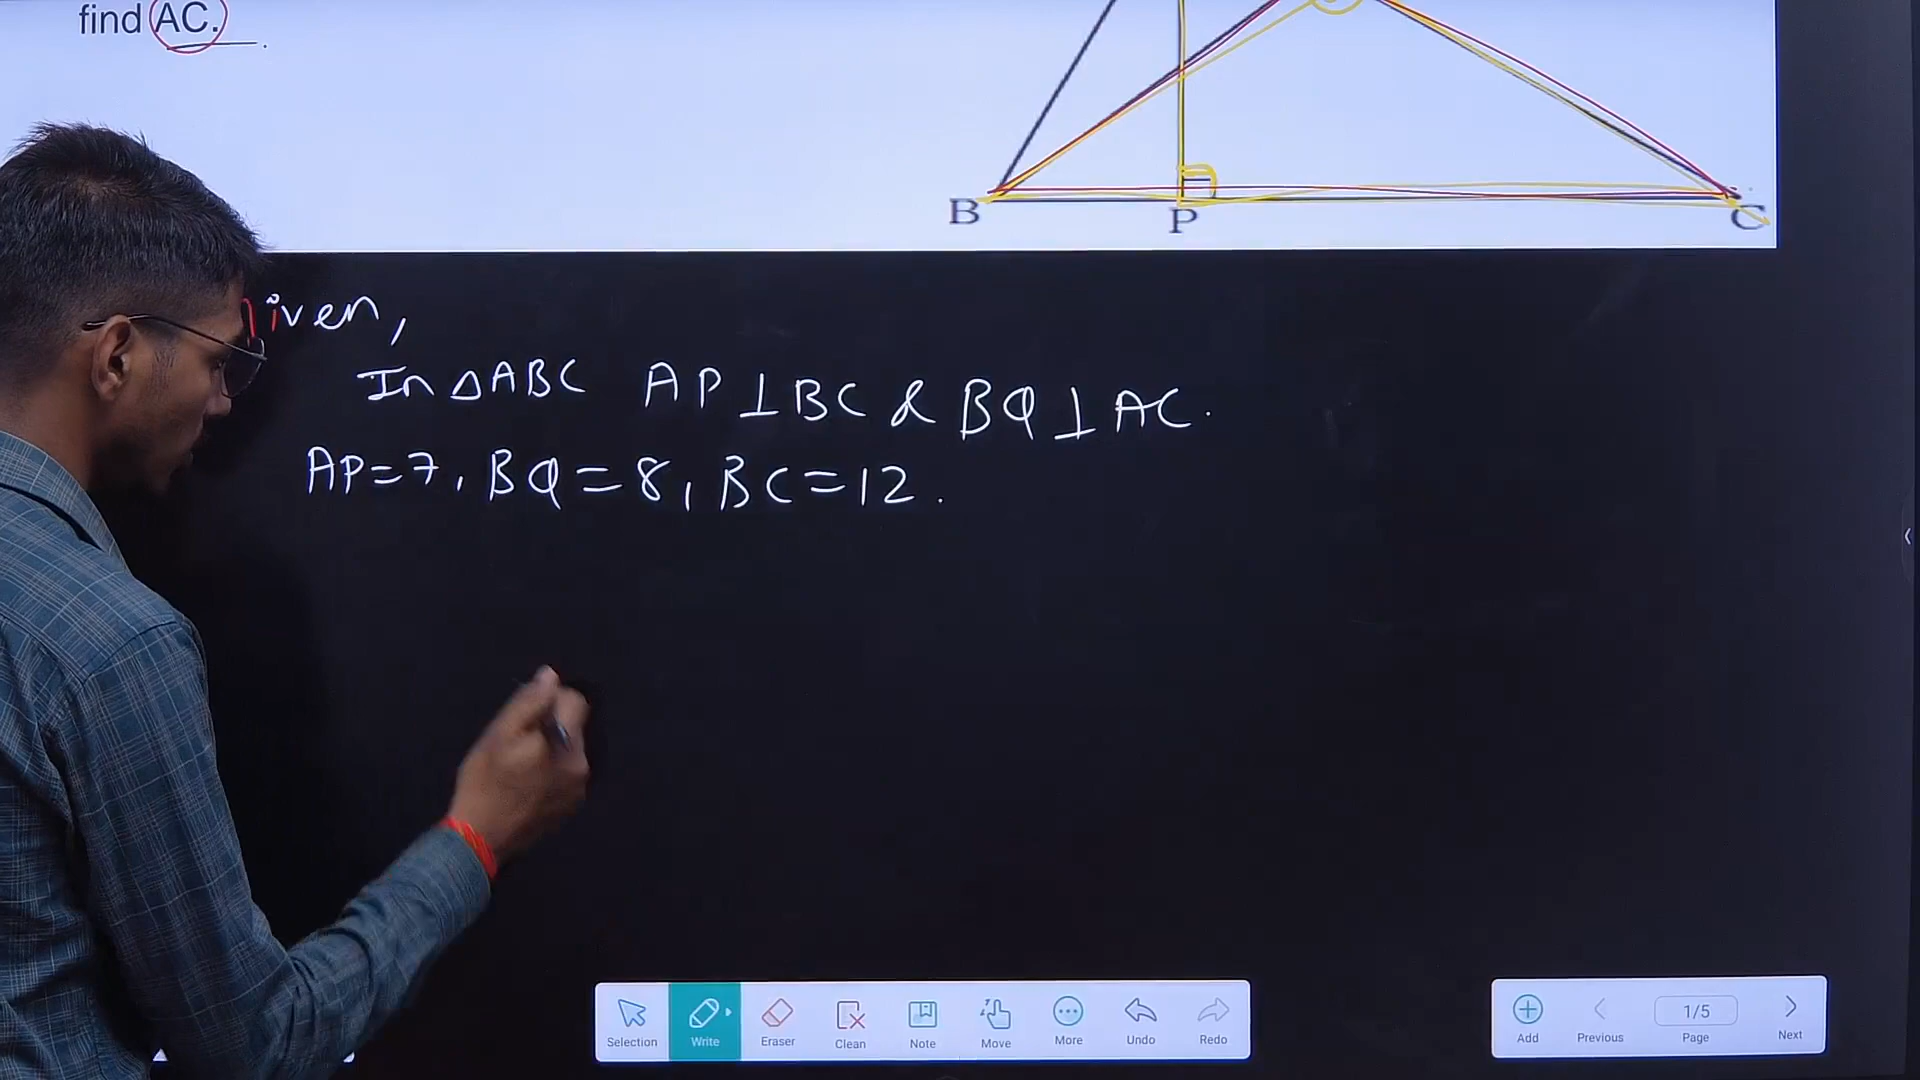 find AC.
B
P
C
iven,
In △ABC AP⊥BC & BQ⊥AC.
AP=7, BQ=8, BC=12.
Selection
Write
Eraser
Clean
Note
Move
More
Undo
Redo
Add
Previous
1/5
Page
Next